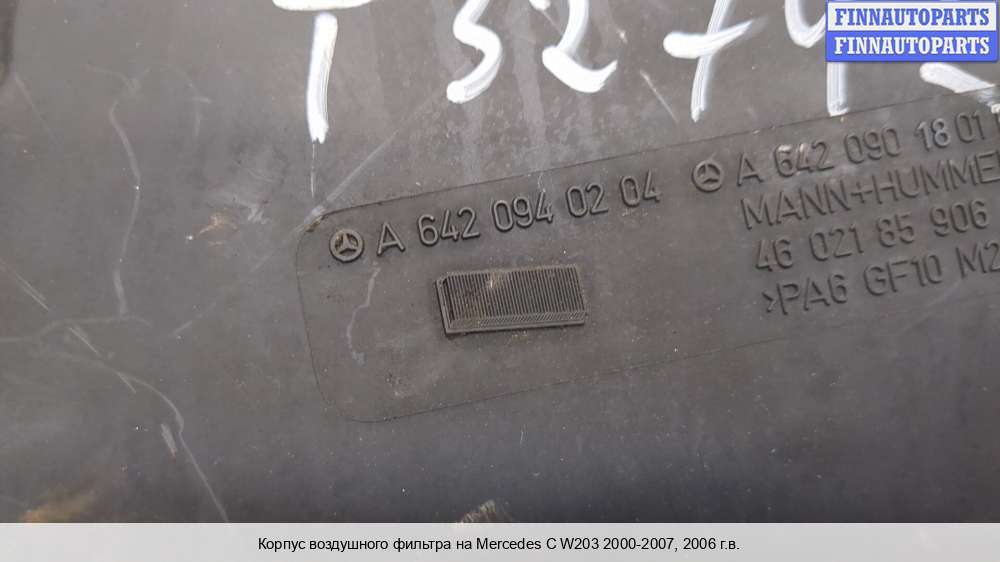 FINNAUTOPARTS
FINNAUTOPARTS
A 642 094 02 04
A 642 090 18 01
MANN+HUMMEL
46 021 85 906
>PA6 GF10 M2
Корпус воздушного фильтра на Mercedes C W203 2000-2007, 2006 г.в.